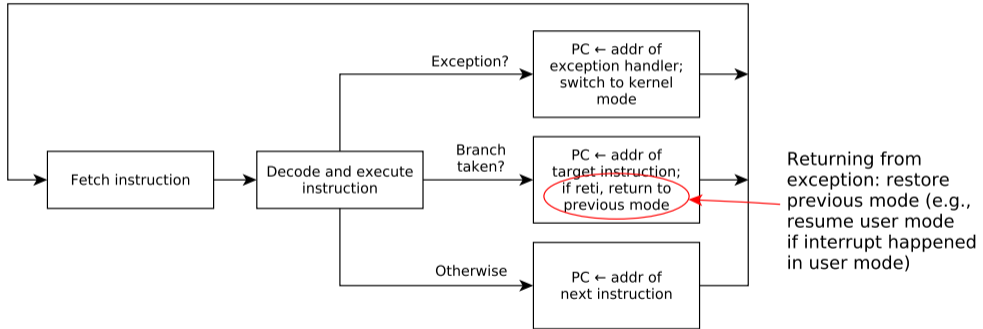 Fetch instruction
Decode and execute
instruction
Exception?
PC ← addr of
exception handler;
switch to kernel
mode
Branch
taken?
PC ← addr of
target instruction;
if reti, return to
previous mode
Otherwise
PC ← addr of
next instruction
Returning from
exception: restore
previous mode (e.g.,
resume user mode
if interrupt happened
in user mode)